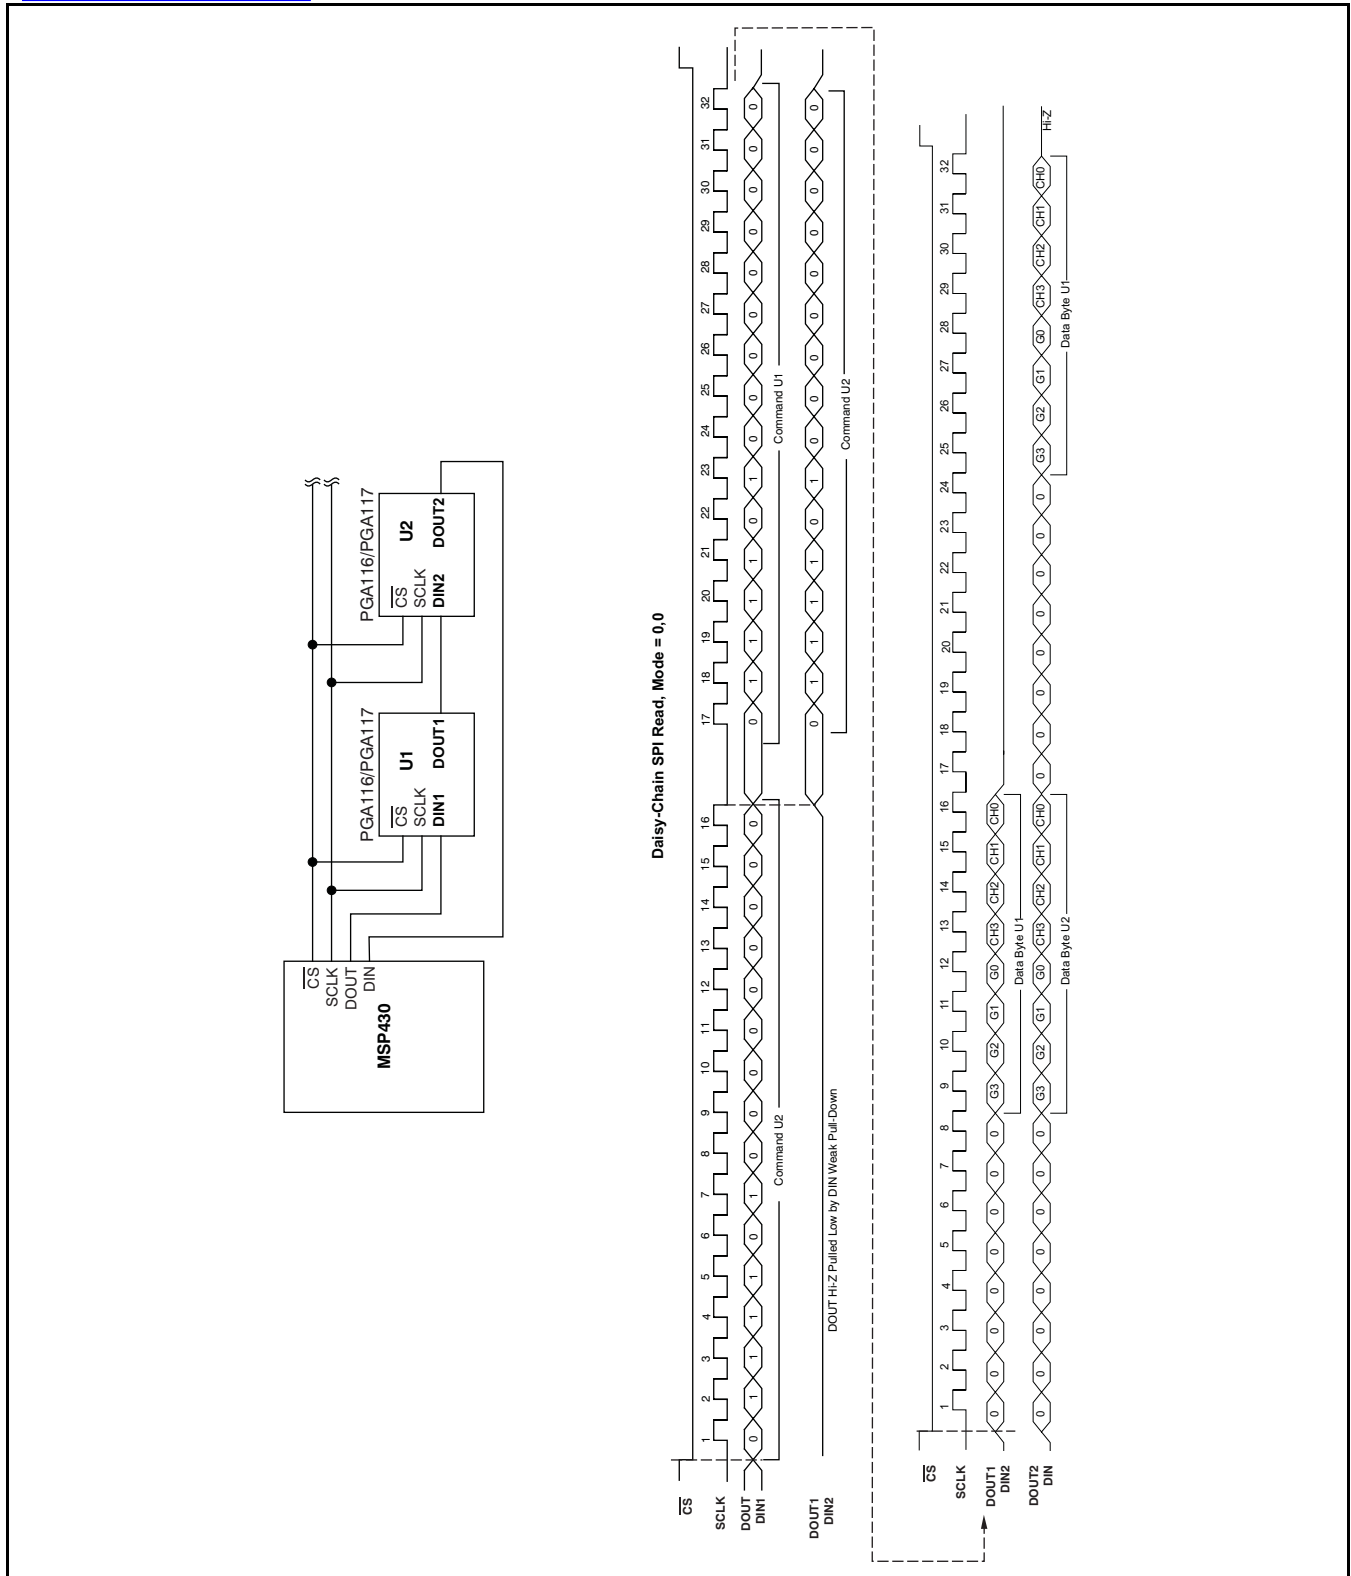 MSP430
CS
SCLK
DOUT
DIN
PGA116/PGA117
U1
CS
SCLK
DIN1
DOUT1
PGA116/PGA117
U2
CS
SCLK
DIN2
DOUT2
Daisy-Chain SPI Read, Mode = 0,0
CS
SCLK
1 2 3 4 5 6 7 8 9 10 11 12 13 14 15 16 17 18 19 20 21 22 23 24 25 26 27 28 29 30 31 32
DOUT
DIN1
0 1 1 1 1 0 1 0 0 0 0 0 0 0 0 0 0 1 1 1 1 0 1 0 0 0 0 0 0 0 0 0
Command U2
Command U1
DOUT1
DIN2
0 1 1 1 1 0 1 0 0 0 0 0 0 0 0 0
DOUT Hi-Z Pulled Low by DIN Weak Pull-Down
Command U2
CS
SCLK
1 2 3 4 5 6 7 8 9 10 11 12 13 14 15 16 17 18 19 20 21 22 23 24 25 26 27 28 29 30 31 32
DOUT1
DIN2
0 0 0 0 0 0 0 0 G3 G2 G1 G0 CH3 CH2 CH1 CH0
Data Byte U1
DOUT2
DIN
0 0 0 0 0 0 0 0 G3 G2 G1 G0 CH3 CH2 CH1 CH0 0 0 0 0 0 0 0 0 G3 G2 G1 G0 CH3 CH2 CH1 CH0 Hi-Z
Data Byte U2
Data Byte U1